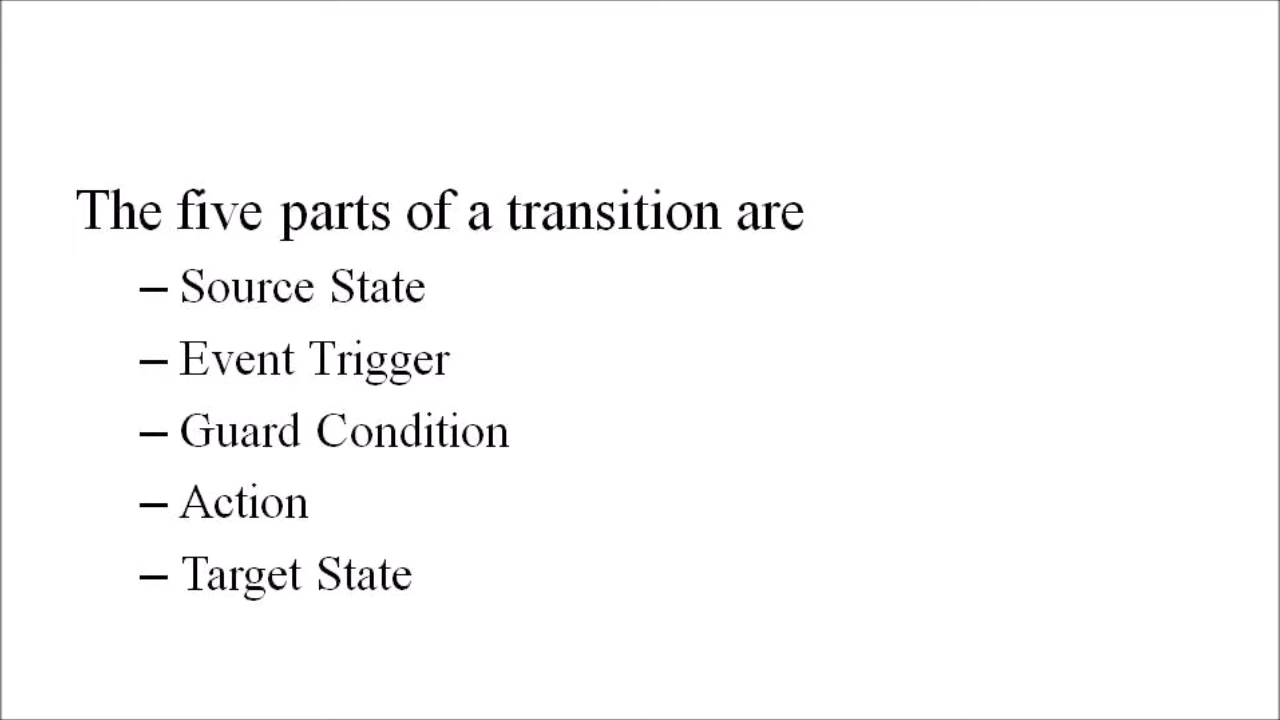 The five parts of a transition are
– Source State
– Event Trigger
– Guard Condition
– Action
– Target State